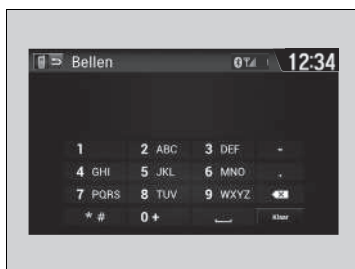 Bellen 12:34
1 2 ABC 3 DEF -
4 GHI 5 JKL 6 MNO .
7 PQRS 8 TUV 9 WXYZ
* # 0 + Klaar